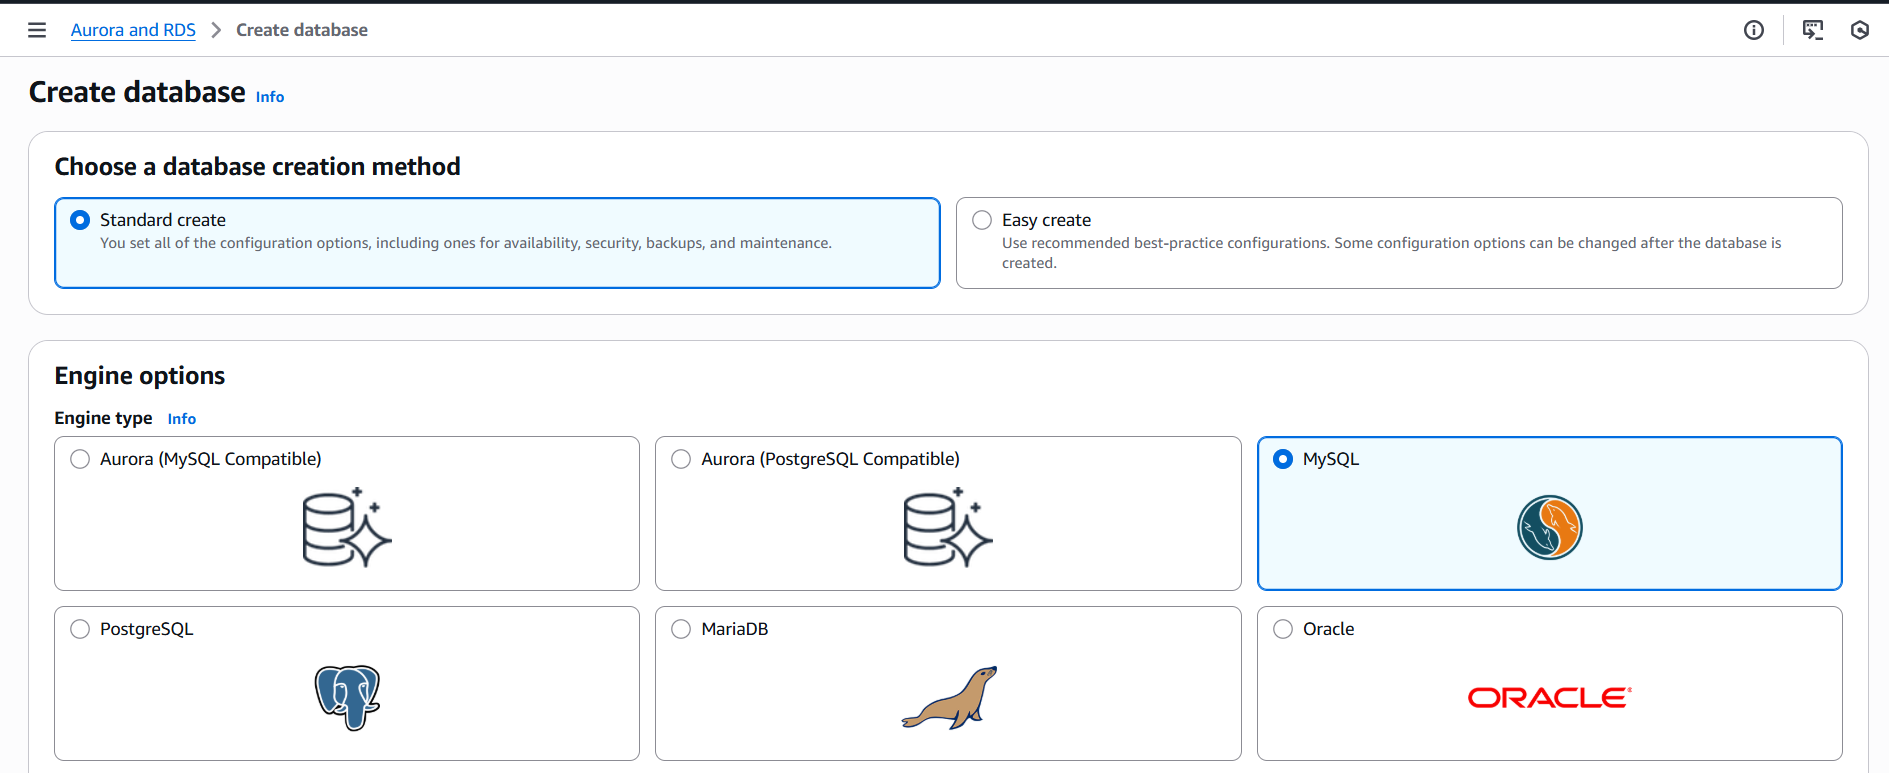 Aurora and RDS > Create database
Create database Info
Choose a database creation method
Standard create
You set all of the configuration options, including ones for availability, security, backups, and maintenance.
Easy create
Use recommended best-practice configurations. Some configuration options can be changed after the database is
created.
Engine options
Engine type Info
Aurora (MySQL Compatible)
Aurora (PostgreSQL Compatible)
MySQL
PostgreSQL
MariaDB
Oracle
ORACLE®